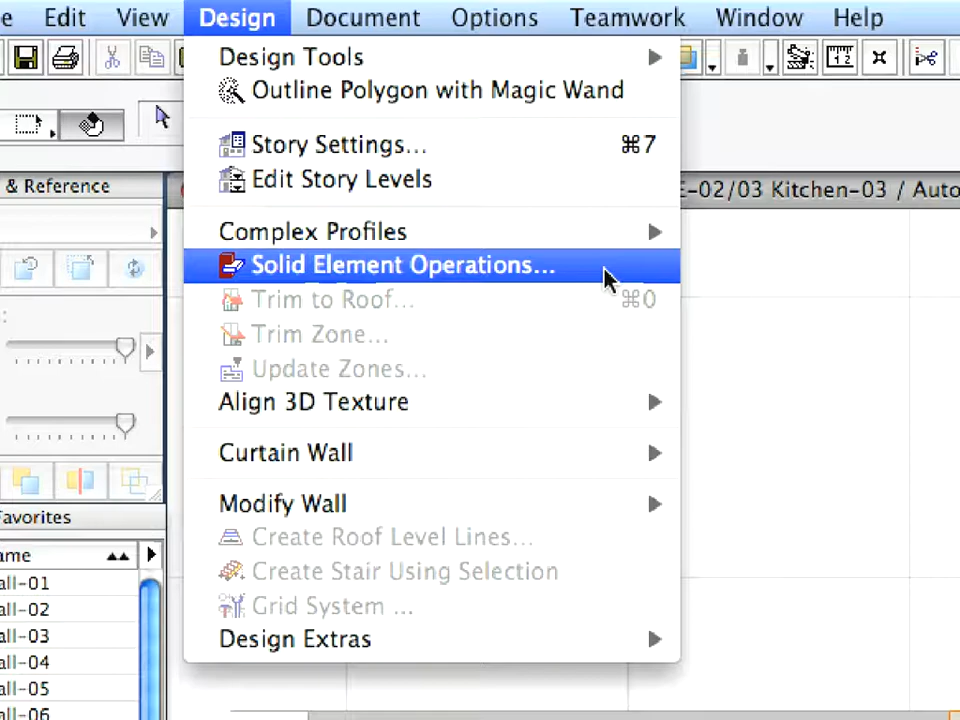 e Edit View Design Document Options Teamwork Window Help
Design Tools
Outline Polygon with Magic Wand
Story Settings... ⌘7
Edit Story Levels
& Reference
E-02/03 Kitchen-03 / Auto
Complex Profiles
Solid Element Operations...
Trim to Roof... ⌘0
Trim Zone...
Update Zones...
Align 3D Texture
Curtain Wall
Modify Wall
Create Roof Level Lines...
Create Stair Using Selection
Grid System ...
Design Extras
Favorites
ame
all-01
all-02
all-03
all-04
all-05
all-06